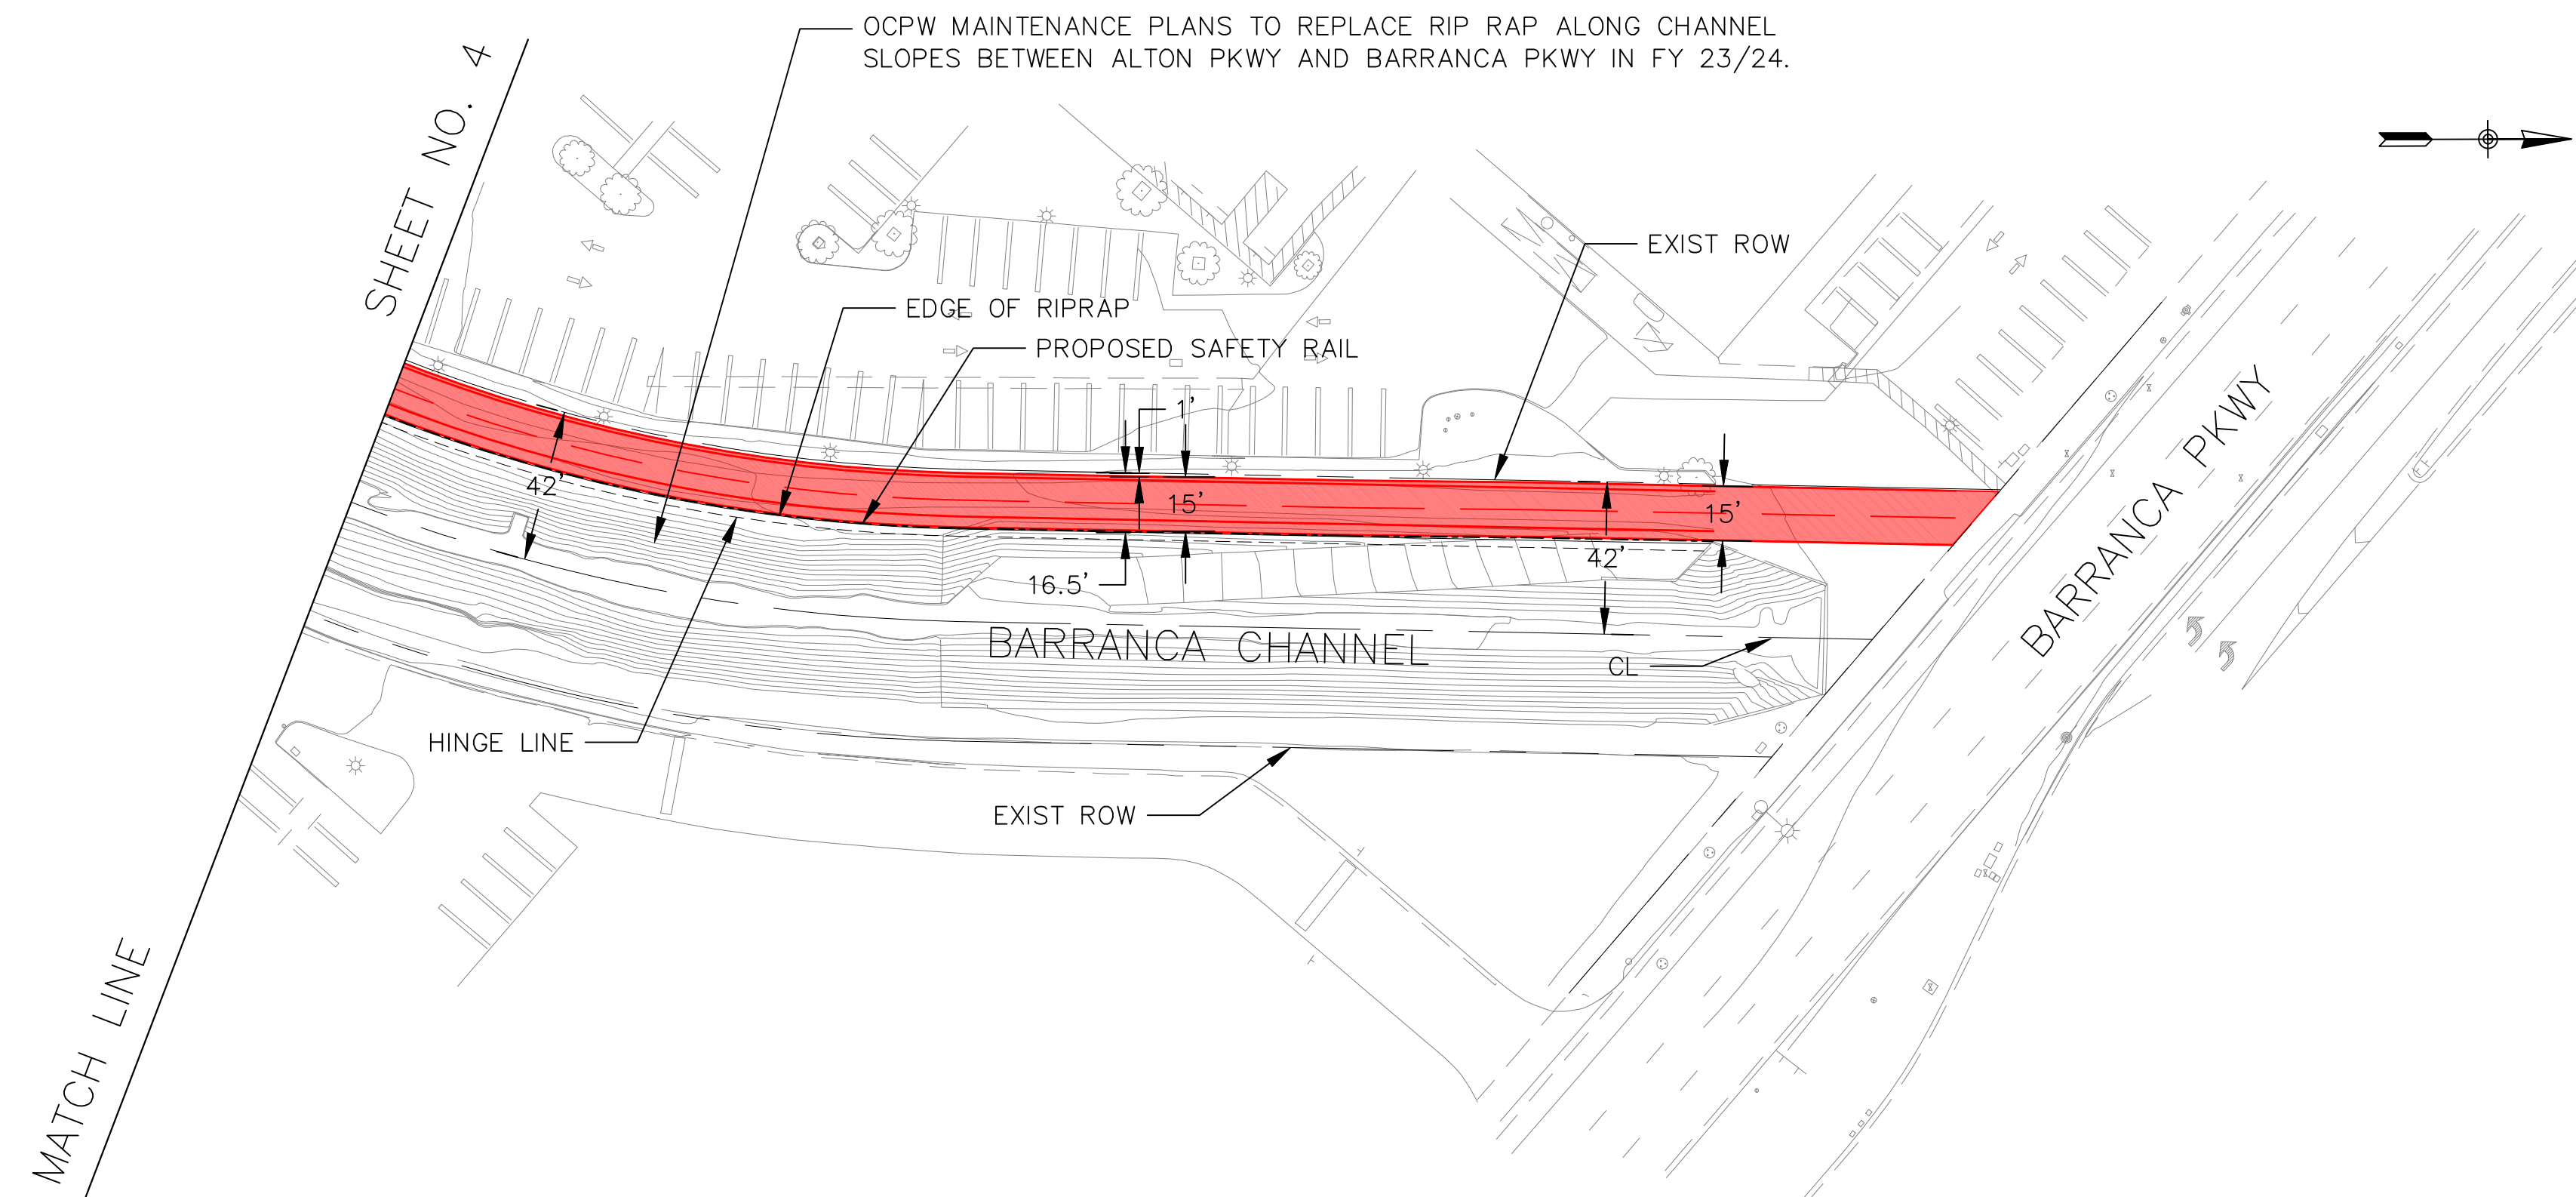 OCPW MAINTENANCE PLANS TO REPLACE RIP RAP ALONG CHANNEL
SLOPES BETWEEN ALTON PKWY AND BARRANCA PKWY IN FY 23/24.
SHEET NO. 4
EXIST ROW
EDGE OF RIPRAP
PROPOSED SAFETY RAIL
1'
42'
15'
15'
42'
16.5'
BARRANCA CHANNEL
CL
BARRANCA PKWY
HINGE LINE
EXIST ROW
MATCH LINE